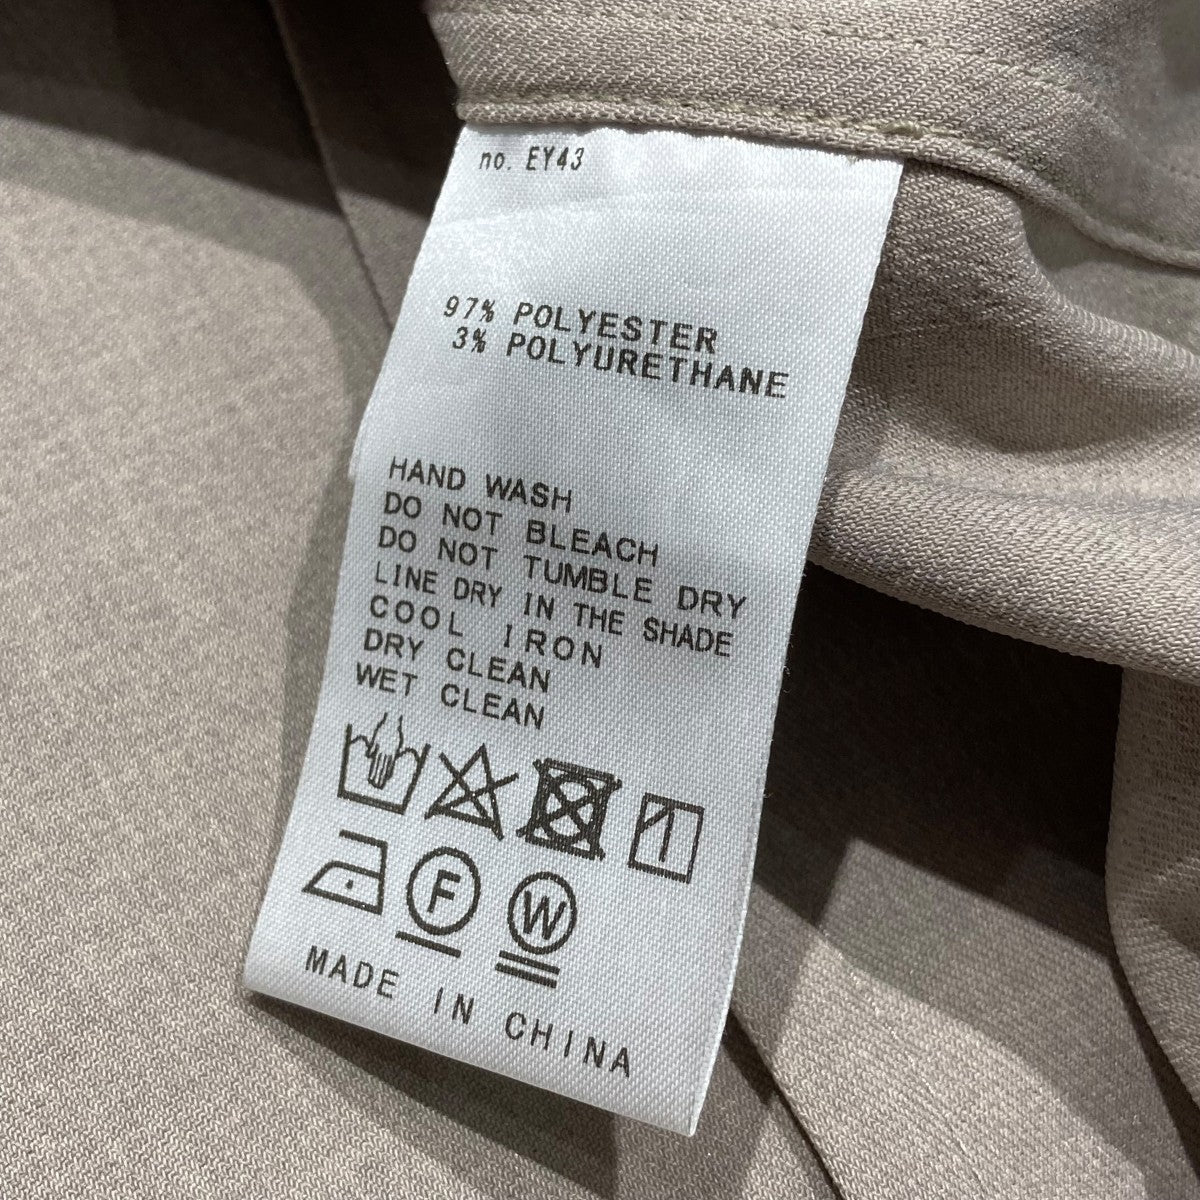 no. EY43
97% POLYESTER
3% POLYURETHANE
HAND WASH
DO NOT BLEACH
DO NOT TUMBLE DRY
LINE DRY IN THE SHADE
COOL IRON
DRY CLEAN
WET CLEAN
F W
MADE IN CHINA